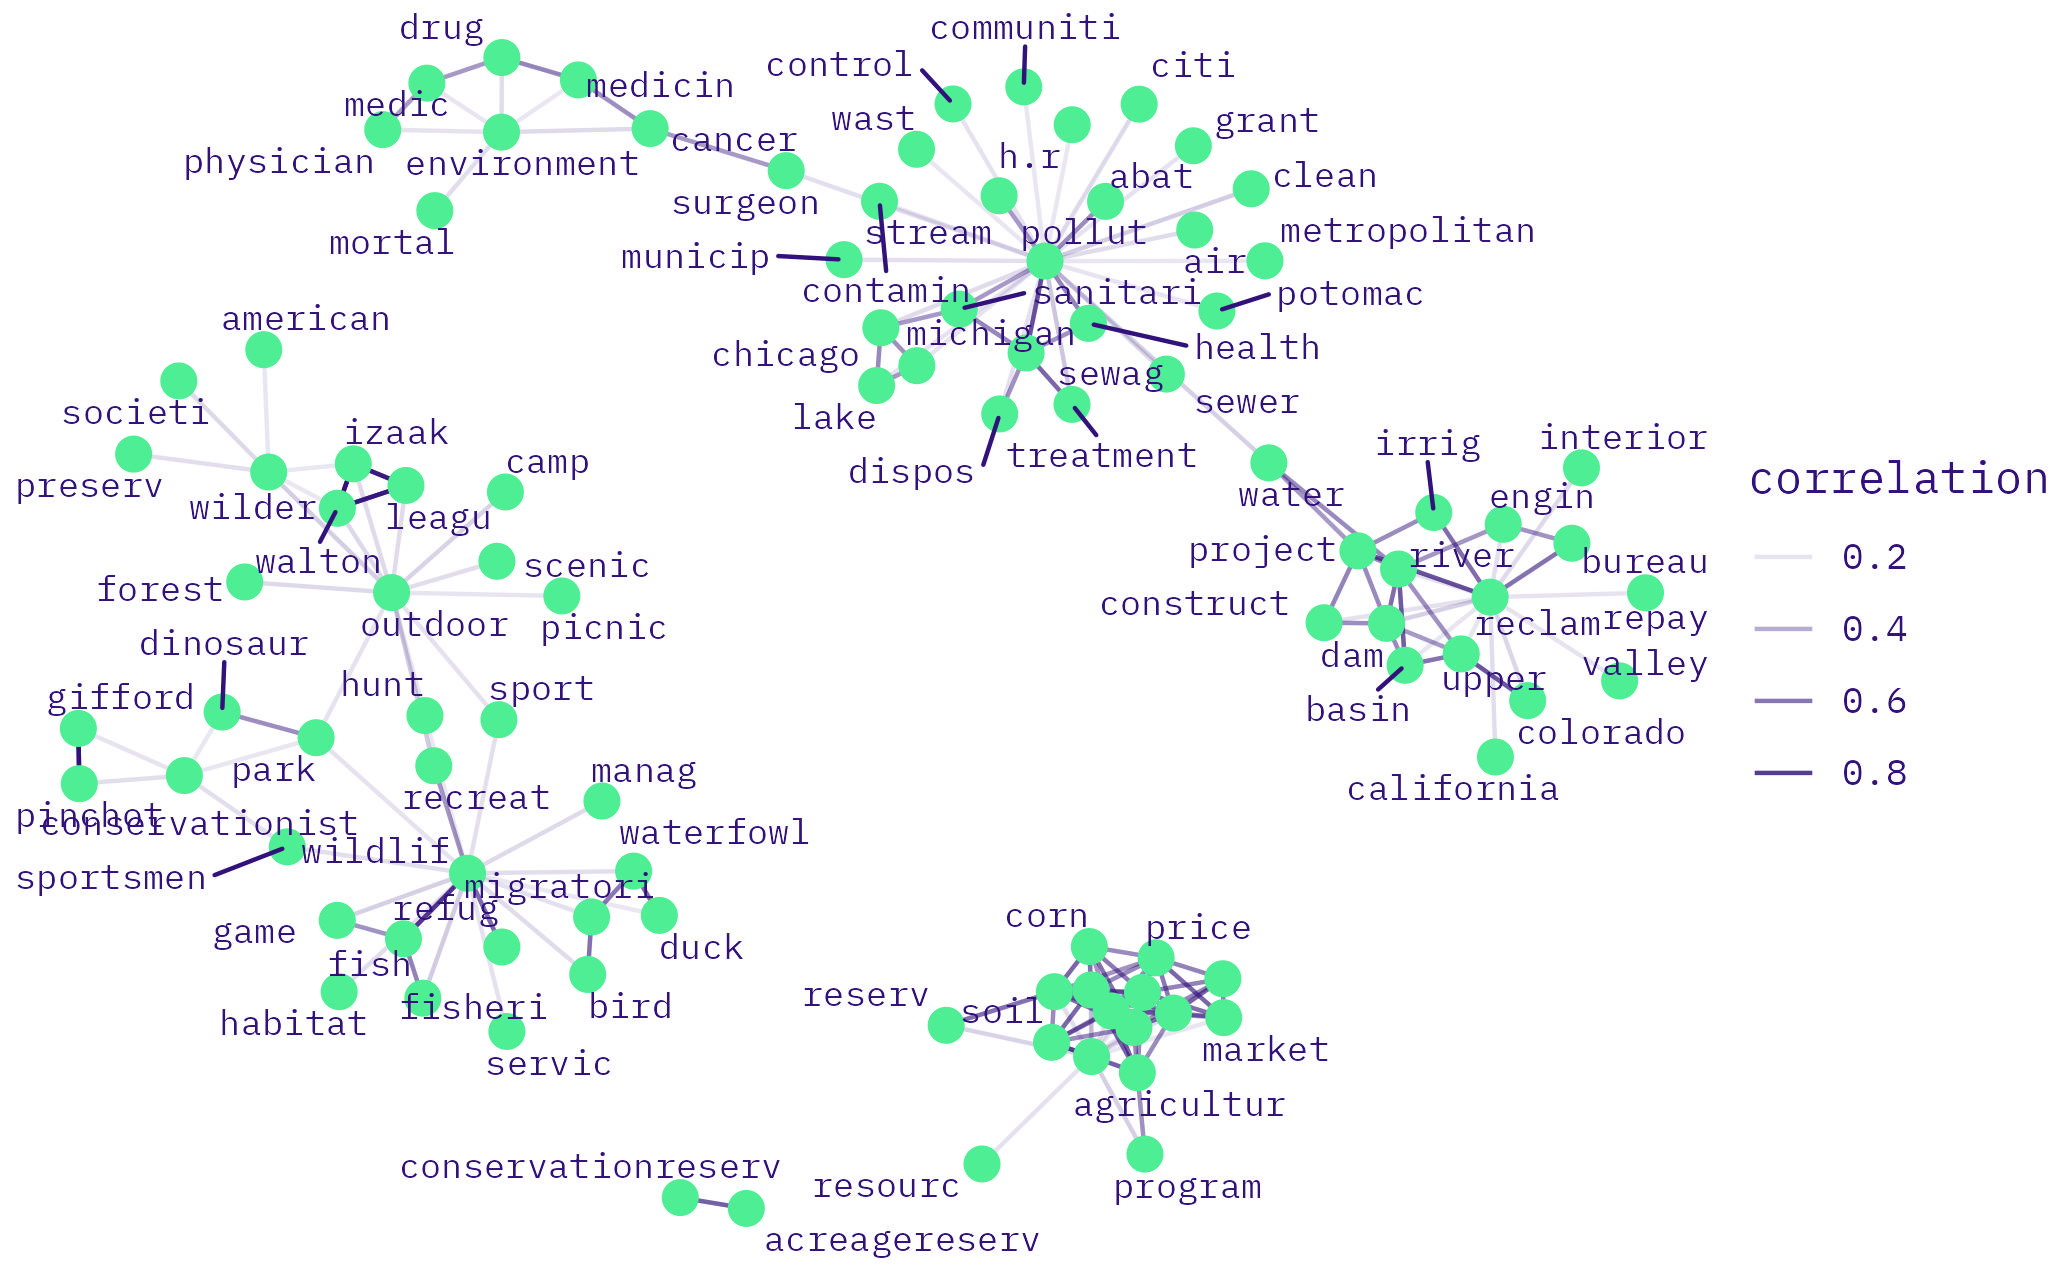 drug
communiti
control
citi
medicin
medic
wast
grant
cancer
h.r
physician
environment
abat
clean
surgeon
mortal
stream
pollut
metropolitan
municip
air
contamin
sanitari
potomac
american
michigan
health
chicago
sewag
societi
izaak
lake
sewer
preserv
camp
dispos
treatment
irrig
interior
wilder
leagu
water
engin
correlation
walton
scenic
project
river
bureau
0.2
forest
picnic
construct
reclam
repay
outdoor
0.4
dinosaur
dam
valley
gifford
hunt
sport
basin
upper
0.6
colorado
park
manag
recreat
california
0.8
pinchot
conservationist
waterfowl
wildlif
sportsmen
migratori
refug
game
duck
corn
price
fish
reserv
soil
habitat
fisheri
bird
servic
market
agricultur
conservationreserv
resourc
program
acreagereserv